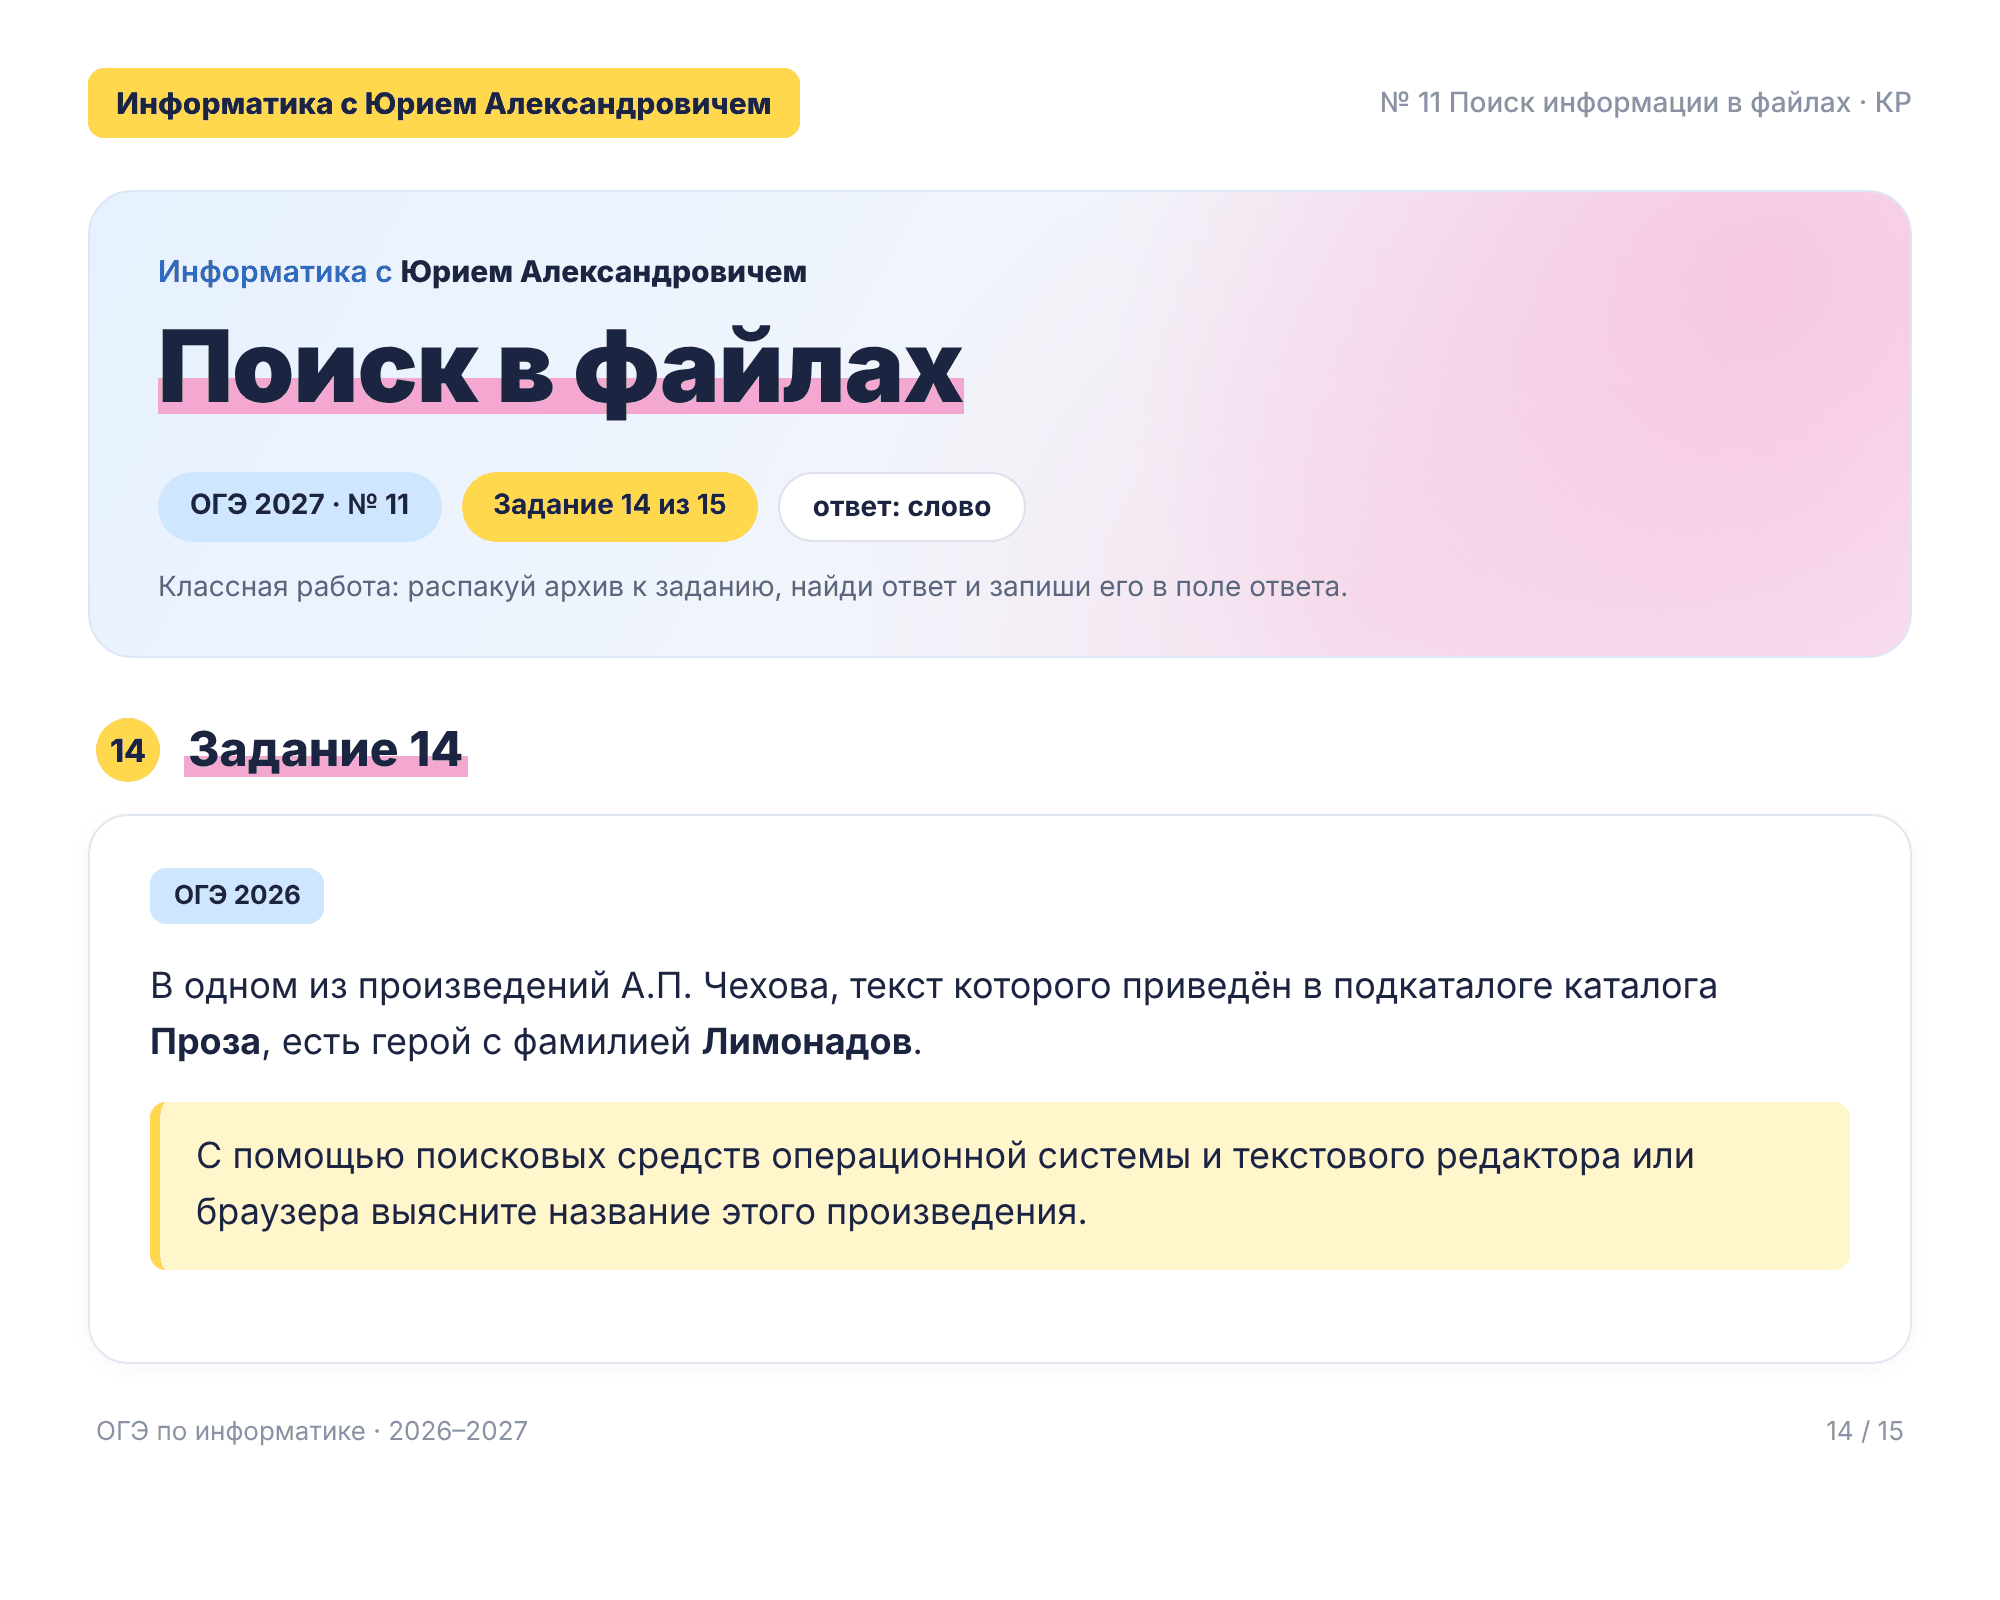 Информатика с Юрием Александровичем
№ 11 Поиск информации в файлах · КР
Информатика с Юрием Александровичем
Поиск в файлах
ОГЭ 2027 · № 11
Задание 14 из 15
ответ: слово
Классная работа: распакуй архив к заданию, найди ответ и запиши его в поле ответа.
14
Задание 14
ОГЭ 2026
В одном из произведений А.П. Чехова, текст которого приведён в подкаталоге каталога
Проза, есть герой с фамилией Лимонадов.
С помощью поисковых средств операционной системы и текстового редактора или
браузера выясните название этого произведения.
ОГЭ по информатике · 2026–2027
14 / 15